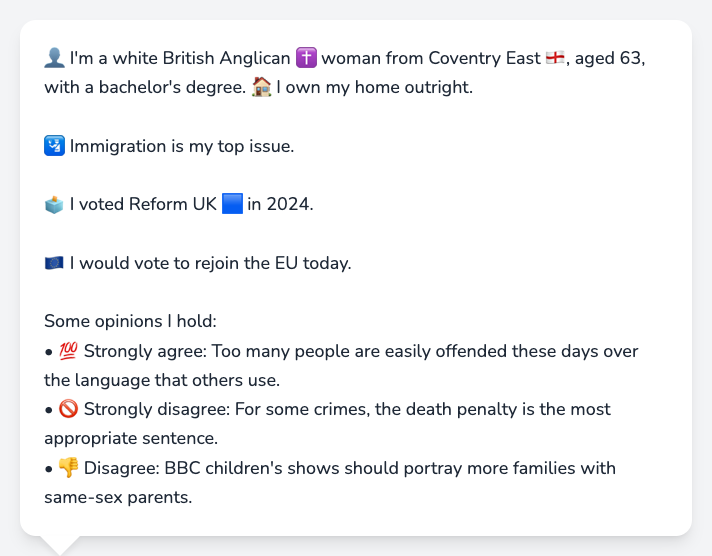 👤 I'm a white British Anglican ✝️ woman from Coventry East 🏴󠁧󠁢󠁥󠁮󠁧󠁿, aged 63,
with a bachelor's degree. 🏠 I own my home outright.
🛂 Immigration is my top issue.
🗳️ I voted Reform UK 🟦 in 2024.
🇪🇺 I would vote to rejoin the EU today.
Some opinions I hold:
• 💯 Strongly agree: Too many people are easily offended these days over
the language that others use.
• 🚫 Strongly disagree: For some crimes, the death penalty is the most
appropriate sentence.
• 👎 Disagree: BBC children's shows should portray more families with
same-sex parents.